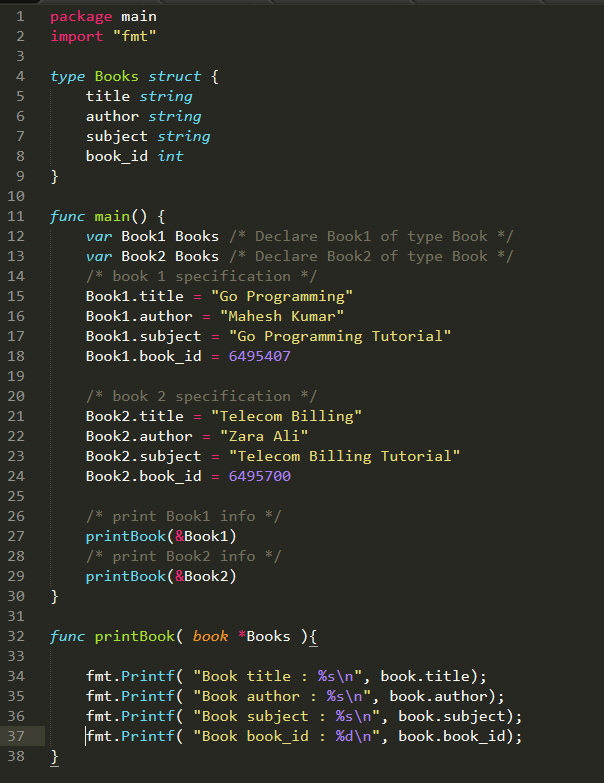 1 package main
2 import "fmt"
3
4 type Books struct {
5     title string
6     author string
7     subject string
8     book_id int
9 }
10
11 func main() {
12     var Book1 Books /* Declare Book1 of type Book */
13     var Book2 Books /* Declare Book2 of type Book */
14     /* book 1 specification */
15     Book1.title = "Go Programming"
16     Book1.author = "Mahesh Kumar"
17     Book1.subject = "Go Programming Tutorial"
18     Book1.book_id = 6495407
19
20     /* book 2 specification */
21     Book2.title = "Telecom Billing"
22     Book2.author = "Zara Ali"
23     Book2.subject = "Telecom Billing Tutorial"
24     Book2.book_id = 6495700
25
26     /* print Book1 info */
27     printBook(&Book1)
28     /* print Book2 info */
29     printBook(&Book2)
30 }
31
32 func printBook( book *Books ){
33
34     fmt.Printf( "Book title : %s\n", book.title);
35     fmt.Printf( "Book author : %s\n", book.author);
36     fmt.Printf( "Book subject : %s\n", book.subject);
37     fmt.Printf( "Book book_id : %d\n", book.book_id);
38 }